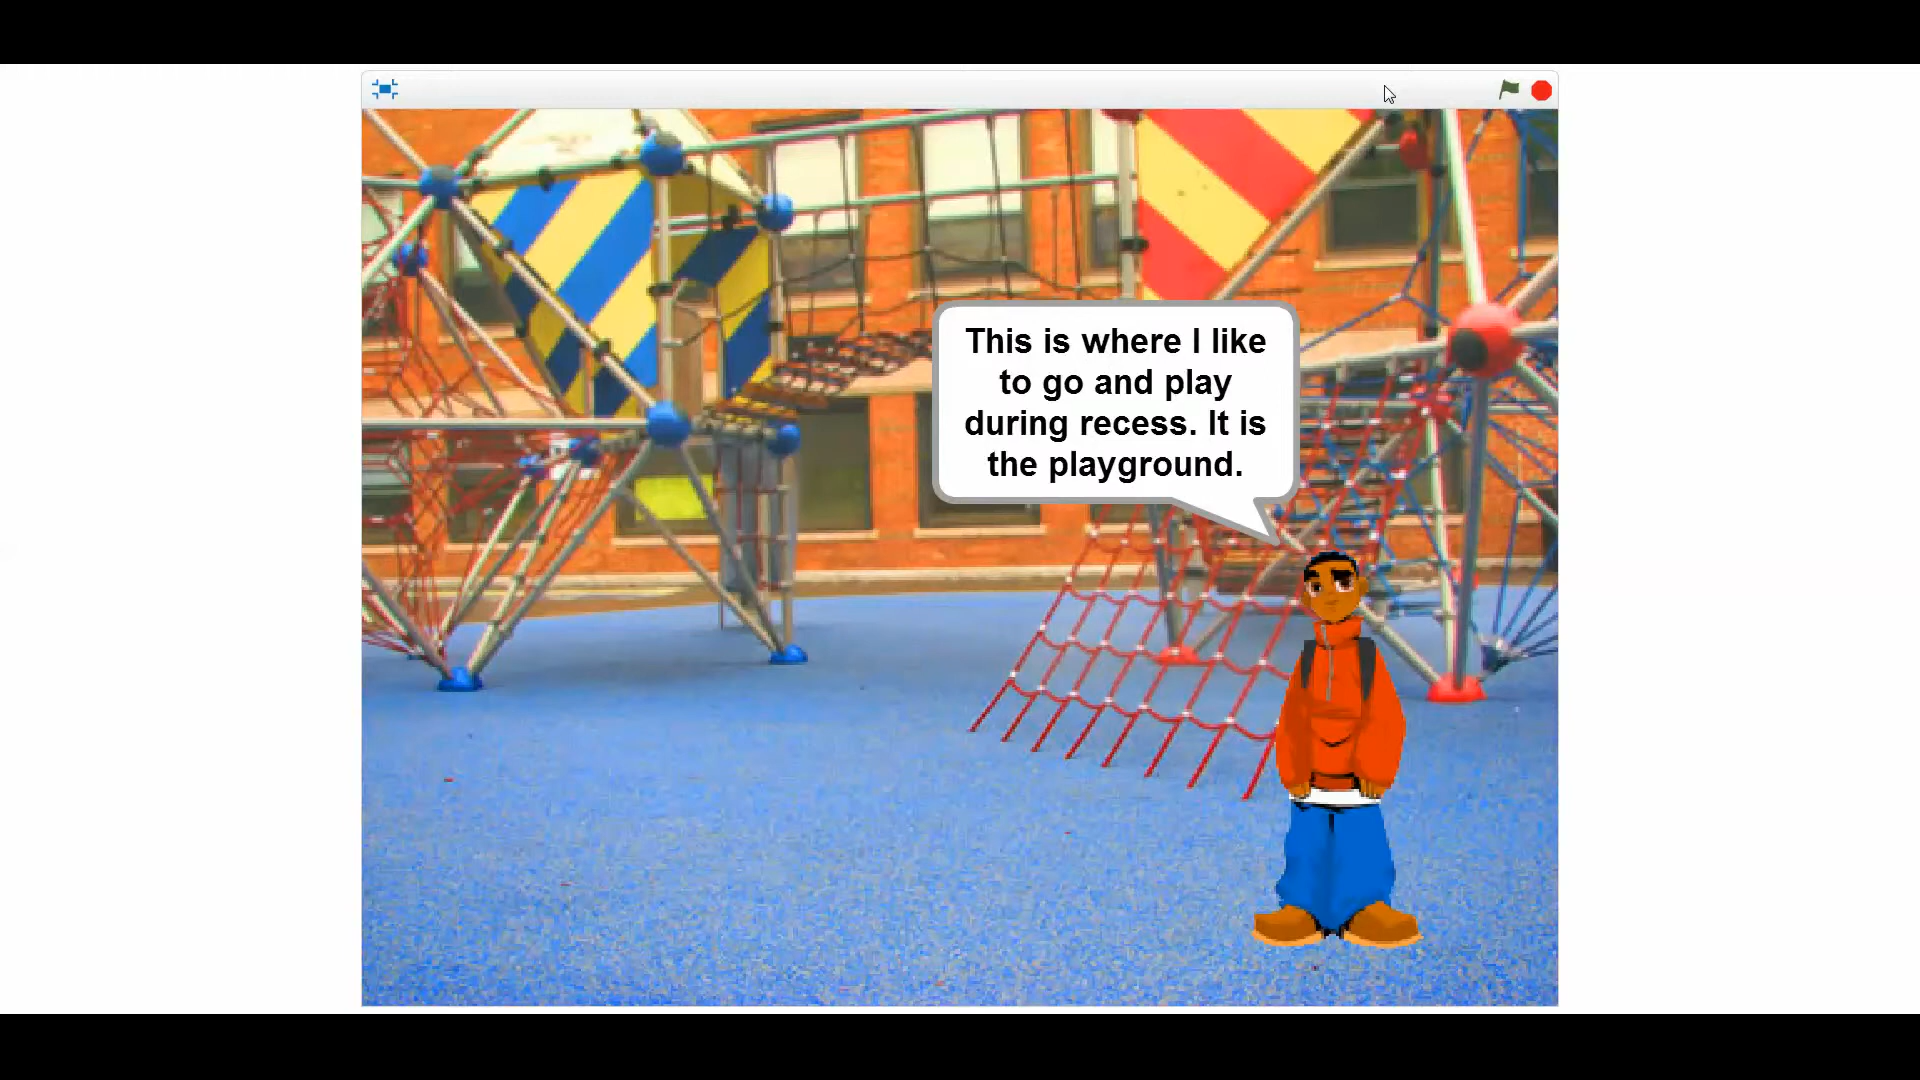 This is where I like
to go and play
during recess. It is
the playground.